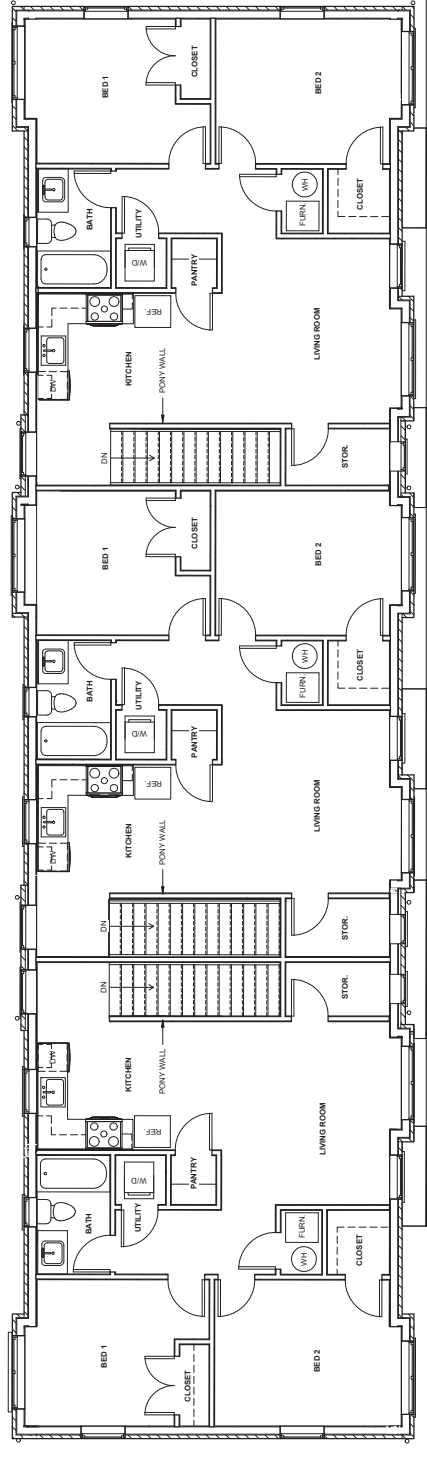 BED 1
CLOSET
BED 2
BATH
UTILITY
W/D
PANTRY
WH
FURN.
CLOSET
REF.
DW
KITCHEN
PONY WALL
LIVING ROOM
DN
STOR.
BED 1
CLOSET
BED 2
BATH
UTILITY
W/D
PANTRY
WH
FURN.
CLOSET
REF.
DW
KITCHEN
PONY WALL
LIVING ROOM
DN
STOR.
DN
STOR.
DW
KITCHEN
PONY WALL
REF.
LIVING ROOM
BATH
UTILITY
W/D
PANTRY
FURN.
WH
CLOSET
BED 1
CLOSET
BED 2